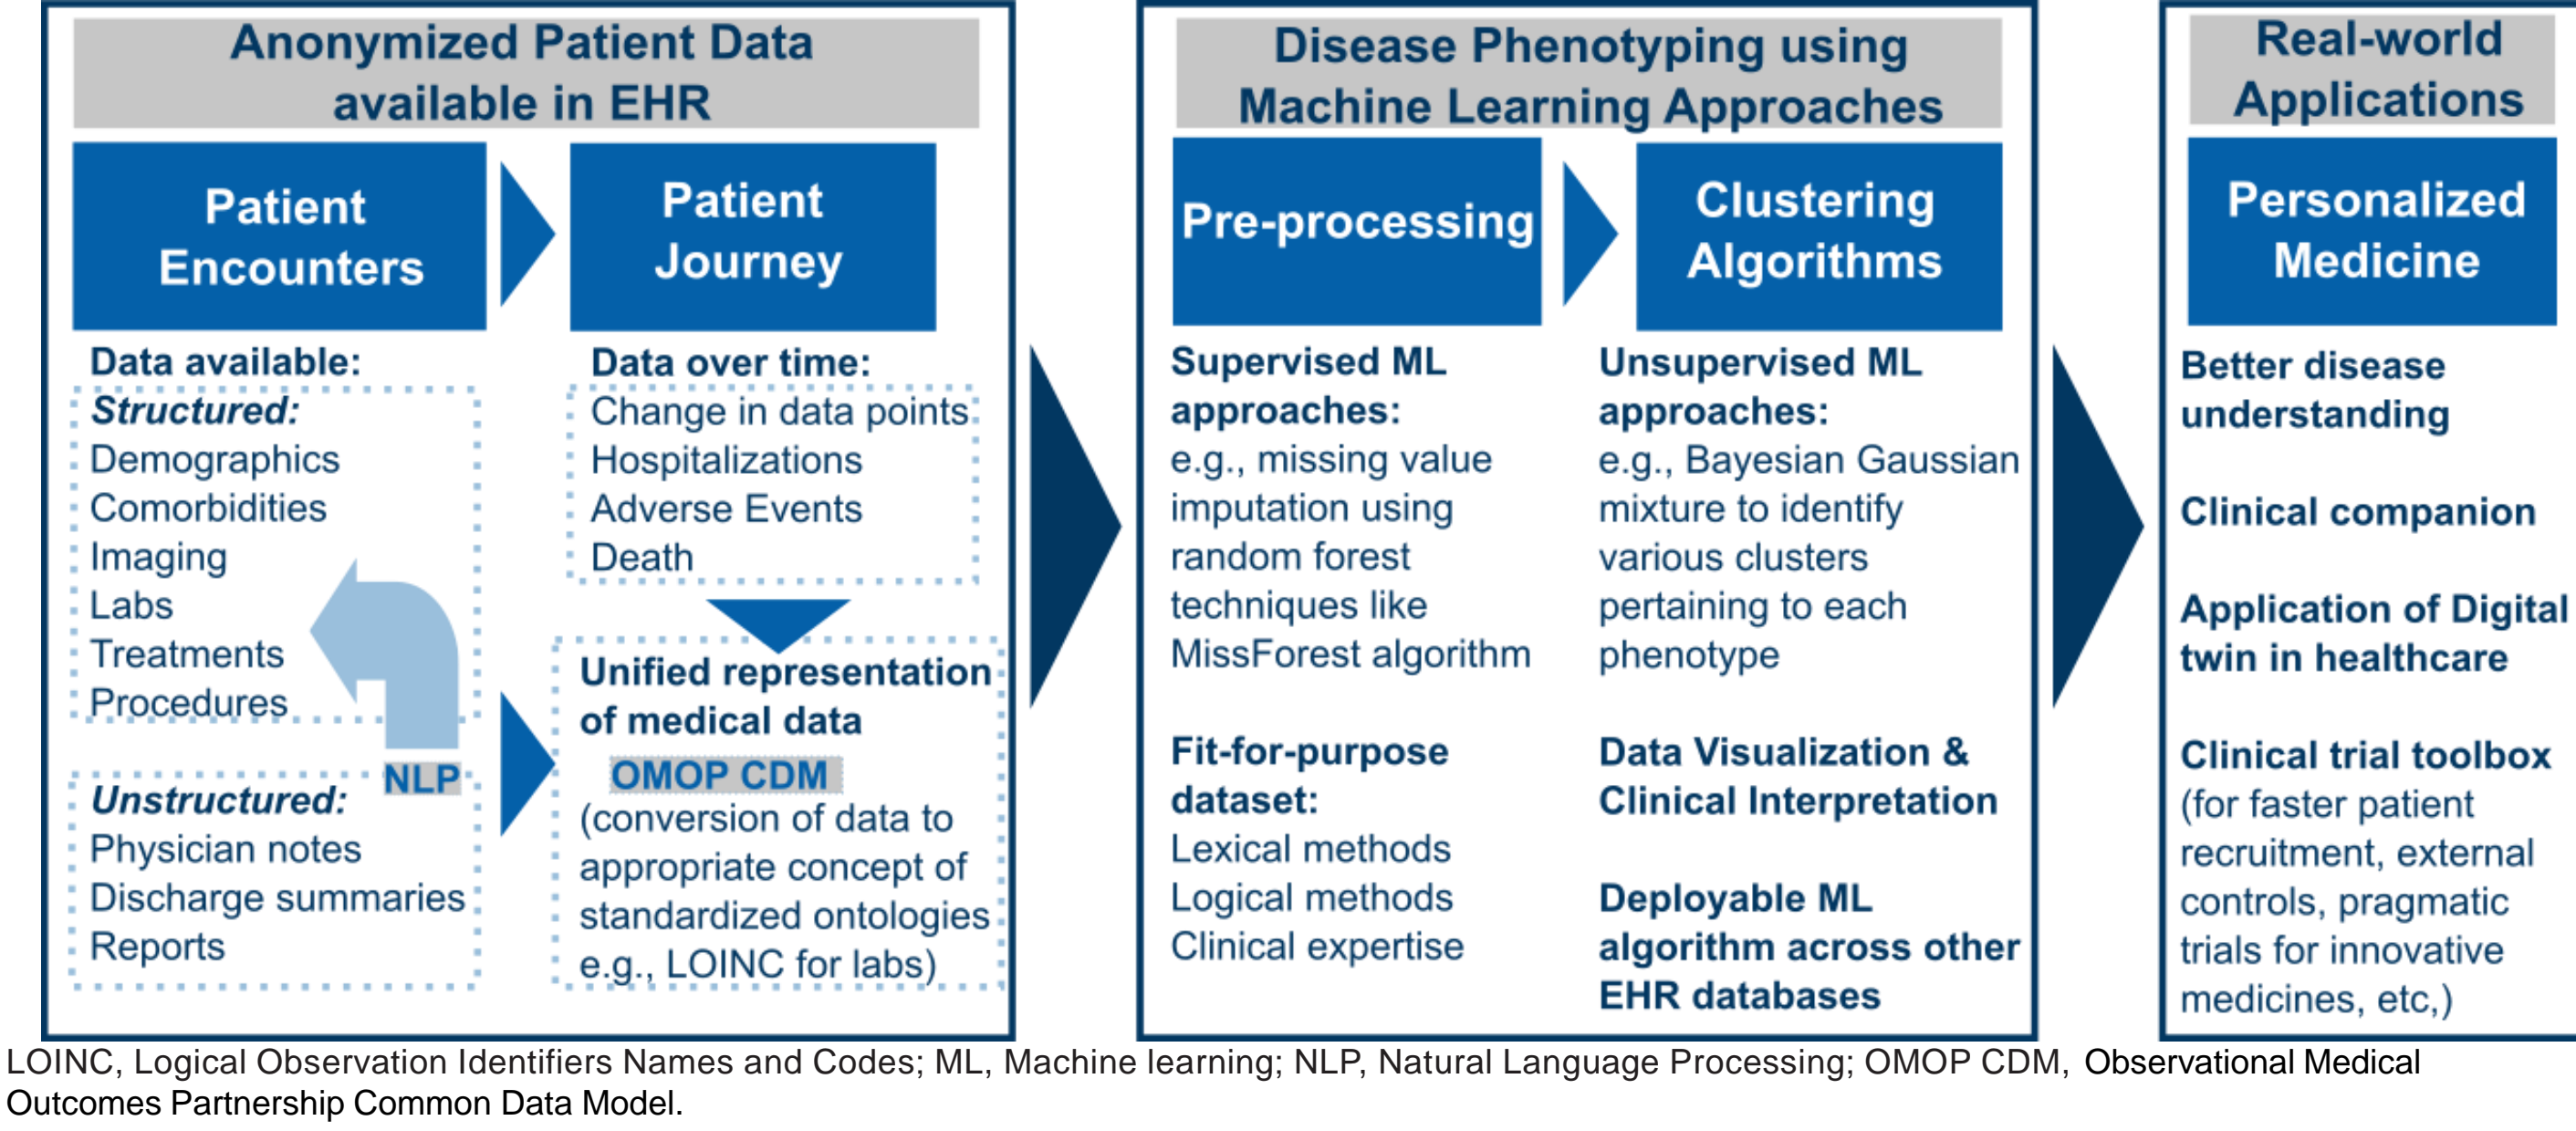 Anonymized Patient Data
available in EHR
Patient
Encounters
Data available:
Structured:
Demographics
Comorbidities
Imaging
Labs
Treatments
Procedures
NLP
Unstructured:
Physician notes
Discharge summaries
Reports
Patient
Journey
Data over time:
Change in data points
Hospitalizations
Adverse Events
Death
Unified representation
of medical data
OMOP CDM
(conversion of data to
appropriate concept of
standardized ontologies
e.g., LOINC for labs)
Disease Phenotyping using
Machine Learning Approaches
Pre-processing
Supervised ML
approaches:
e.g., missing value
imputation using
random forest
techniques like
MissForest algorithm
Fit-for-purpose
dataset:
Lexical methods
Logical methods
Clinical expertise
Clustering
Algorithms
Unsupervised ML
approaches:
e.g., Bayesian Gaussian
mixture to identify
various clusters
pertaining to each
phenotype
Data Visualization &
Clinical Interpretation
Deployable ML
algorithm across other
EHR databases
Real-world
Applications
Personalized
Medicine
Better disease
understanding
Clinical companion
Application of Digital
twin in healthcare
Clinical trial toolbox
(for faster patient
recruitment, external
controls, pragmatic
trials for innovative
medicines, etc,)
LOINC, Logical Observation Identifiers Names and Codes; ML, Machine learning; NLP, Natural Language Processing; OMOP CDM, Observational Medical
Outcomes Partnership Common Data Model.